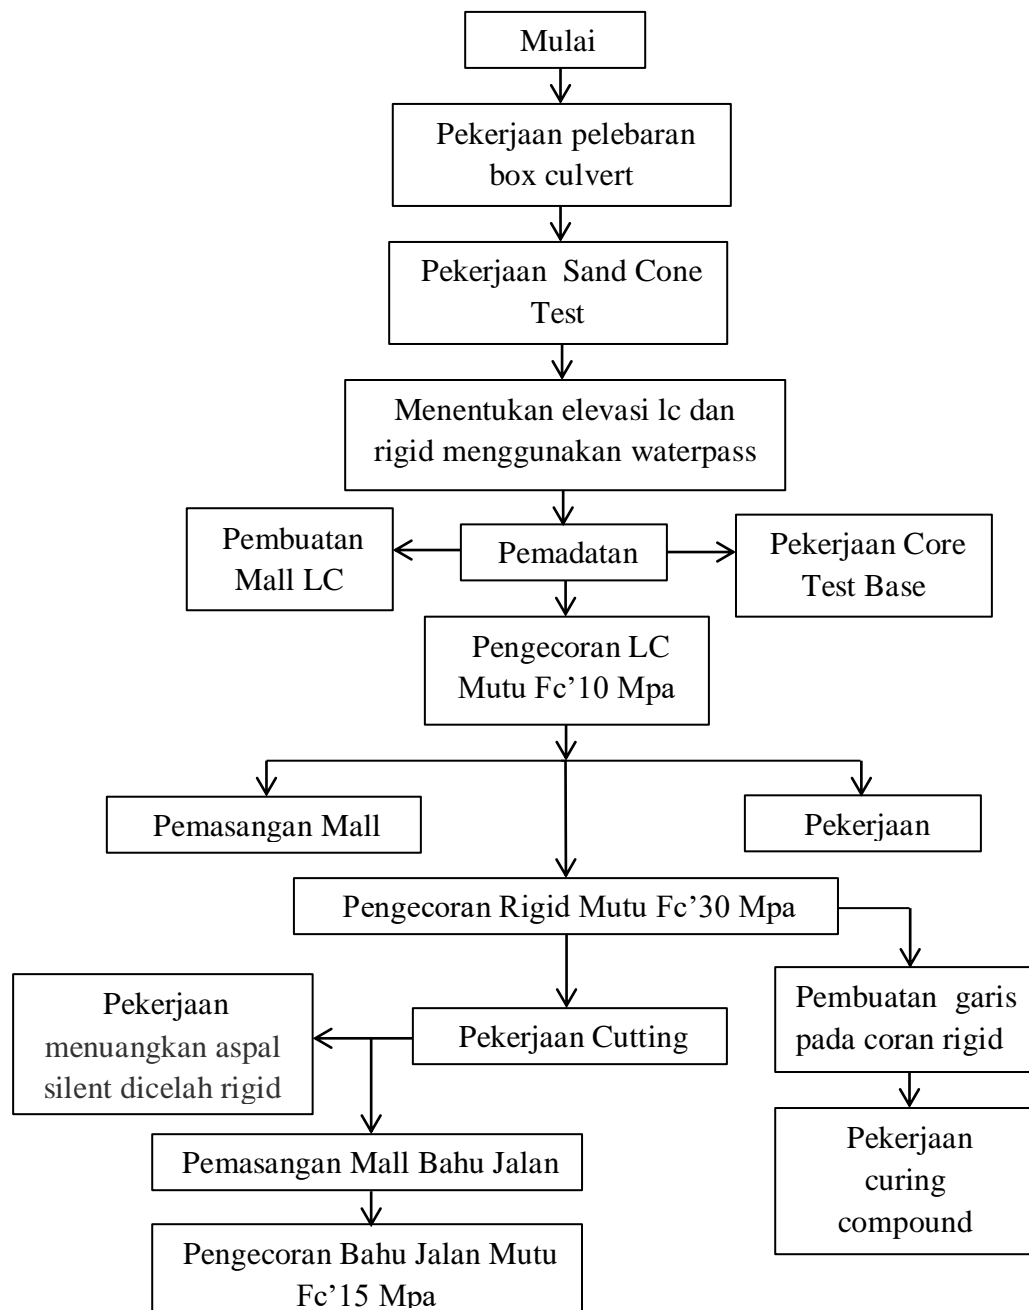 Mulai
Pekerjaan pelebaran
box culvert
Pekerjaan Sand Cone
Test
Menentukan elevasi lc dan
rigid menggunakan waterpass
Pembuatan
Mall LC
Pemadatan
Pekerjaan Core
Test Base
Pengecoran LC
Mutu Fc’10 Mpa
Pemasangan Mall
Pekerjaan
Pengecoran Rigid Mutu Fc’30 Mpa
Pekerjaan
menuangkan aspal
silent dicelah rigid
Pekerjaan Cutting
Pembuatan garis
pada coran rigid
Pemasangan Mall Bahu Jalan
Pekerjaan
curing
compound
Pengecoran Bahu Jalan Mutu
Fc’15 Mpa